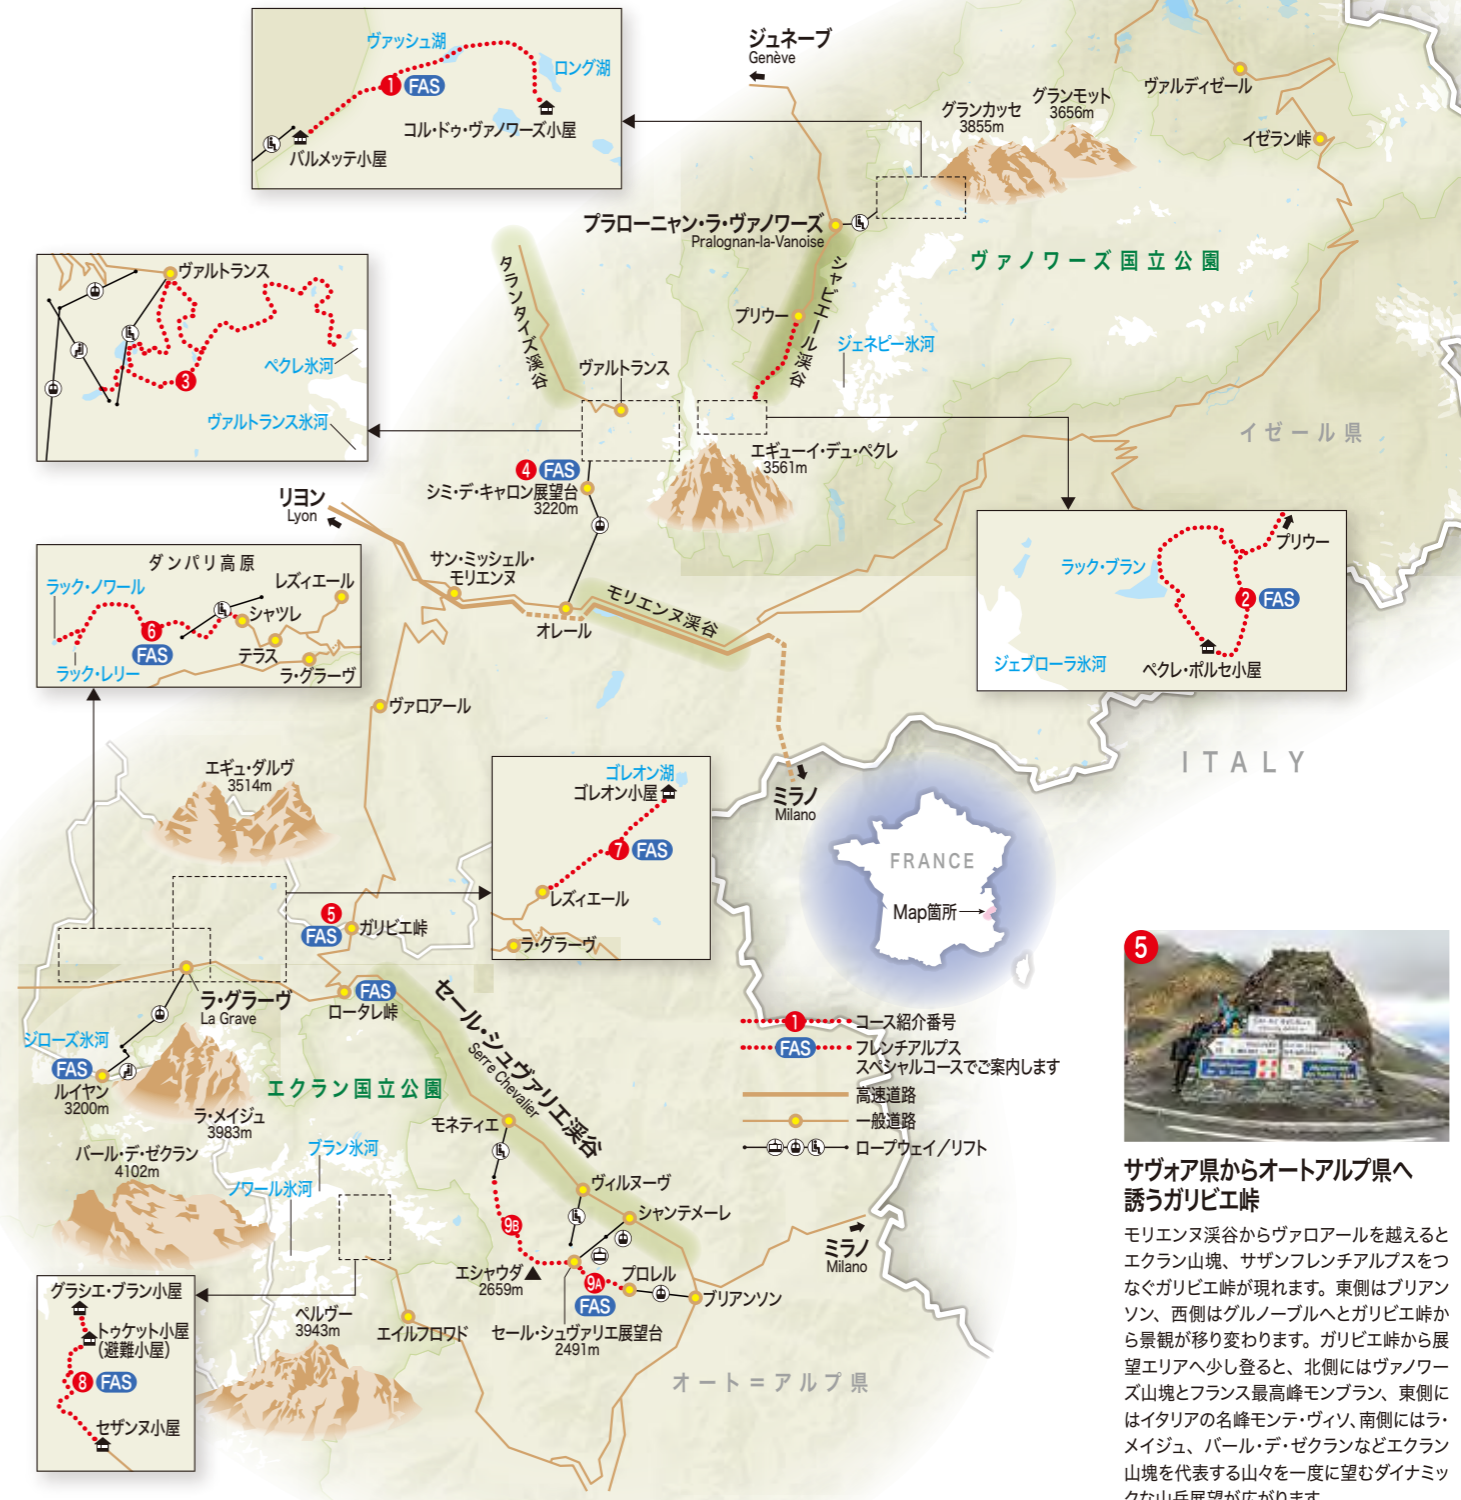 ヴァッシュ湖
ロング湖
1 FAS
コル・ドゥ・ヴァノワーズ小屋
バルメッテ小屋
ジュネーブ
Genève
グランカッセ
3855m
グランモット
3656m
ヴァルディゼール
イゼラン峠
プラローニャン・ラ・ヴァノワーズ
Pralognan-la-Vanoise
ヴァノワーズ国立公園
タランタイズ渓谷
シャビエール渓谷
プリウー
ジェネピー氷河
ヴァルトランス
ヴァルトランス
ペクレ氷河
3
ヴァルトランス氷河
エギューイ・デュ・ペクレ
3561m
イゼール県
4 FAS
シミ・デ・キャロン展望台
3220m
リヨン
Lyon
サン・ミッシェル・
モリエンヌ
オレール
モリエンヌ渓谷
プリウー
ラック・ブラン
2 FAS
ジェブローラ氷河
ペクレ・ポルセ小屋
ダンパリ高原
ラック・ノワール
レズィエール
シャツレ
6
FAS
テラス
ラック・レリー
ラ・グラーヴ
ヴァロアール
ITALY
エギュ・ダルヴ
3514m
ゴレオン湖
ゴレオン小屋
7 FAS
レズィエール
ラ・グラーヴ
ミラノ
Milano
FRANCE
Map箇所
5
FAS
ガリビエ峠
ラ・グラーヴ
La Grave
FAS
ロータレ峠
セール・シュヴァリエ渓谷
Serre Chevalier
ジローズ氷河
FAS
ルイヤン
3200m
エクラン国立公園
ラ・メイジュ
3983m
バール・デ・ゼクラン
4102m
ブラン氷河
ノワール氷河
モネティエ
ヴィルヌーヴ
シャンテメーレ
9B
エシャウダ
2659m
9A
FAS
プロレル
ブリアンソン
ミラノ
Milano
セール・シュヴァリエ展望台
2491m
ペルヴー
3943m
エイルフロワド
オート＝アルプ県
グラシエ・ブラン小屋
トゥケット小屋
(避難小屋)
8 FAS
セザンヌ小屋
1 コース紹介番号
FAS フレンチアルプス
スペシャルコースでご案内します
高速道路
一般道路
ロープウェイ／リフト
5
サヴォア県からオートアルプ県へ
誘うガリビエ峠
モリエンヌ渓谷からヴァロアールを越えると
エクラン山塊、サザンフレンチアルプスをつ
なぐガリビエ峠が現れます。東側はブリアン
ソン、西側はグルノーブルへとガリビエ峠か
ら景観が移り変わります。ガリビエ峠から展
望エリアへ少し登ると、北側にはヴァノワー
ズ山塊とフランス最高峰モンブラン、東側に
はイタリアの名峰モンテ・ヴィソ、南側にはラ・
メイジュ、バール・デ・ゼクランなどエクラン
山塊を代表する山々を一度に望むダイナミッ
クな山岳展望が広がります。